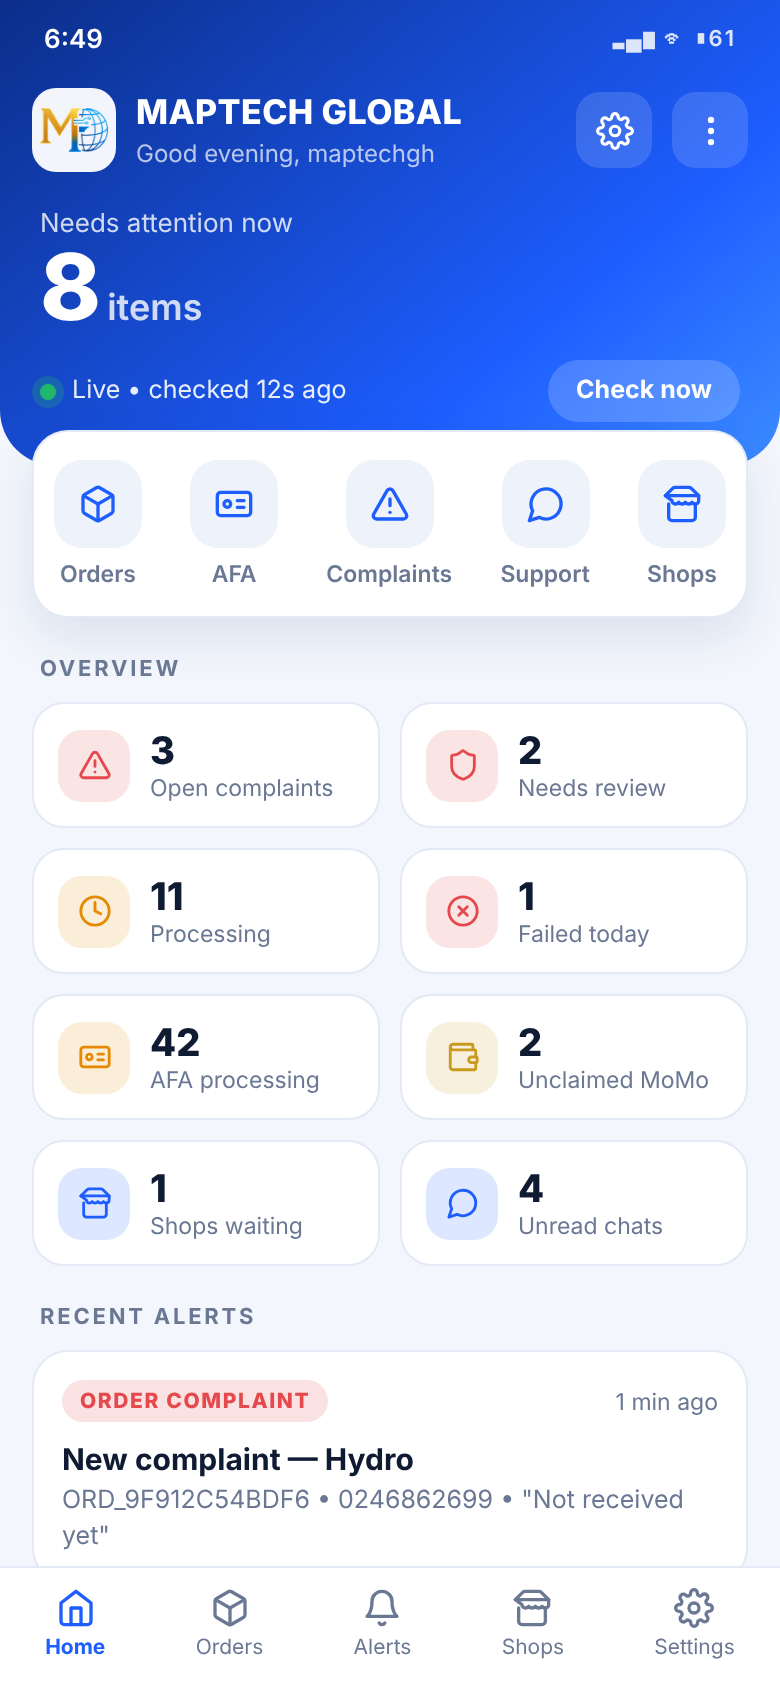 6:49
61
MAPTECH GLOBAL
Good evening, maptechgh
Needs attention now
8 items
Live • checked 12s ago
Check now
Orders
AFA
Complaints
Support
Shops
OVERVIEW
3
Open complaints
2
Needs review
11
Processing
1
Failed today
42
AFA processing
2
Unclaimed MoMo
1
Shops waiting
4
Unread chats
RECENT ALERTS
ORDER COMPLAINT
1 min ago
New complaint — Hydro
ORD_9F912C54BDF6 • 0246862699 • "Not received
yet"
Home
Orders
Alerts
Shops
Settings